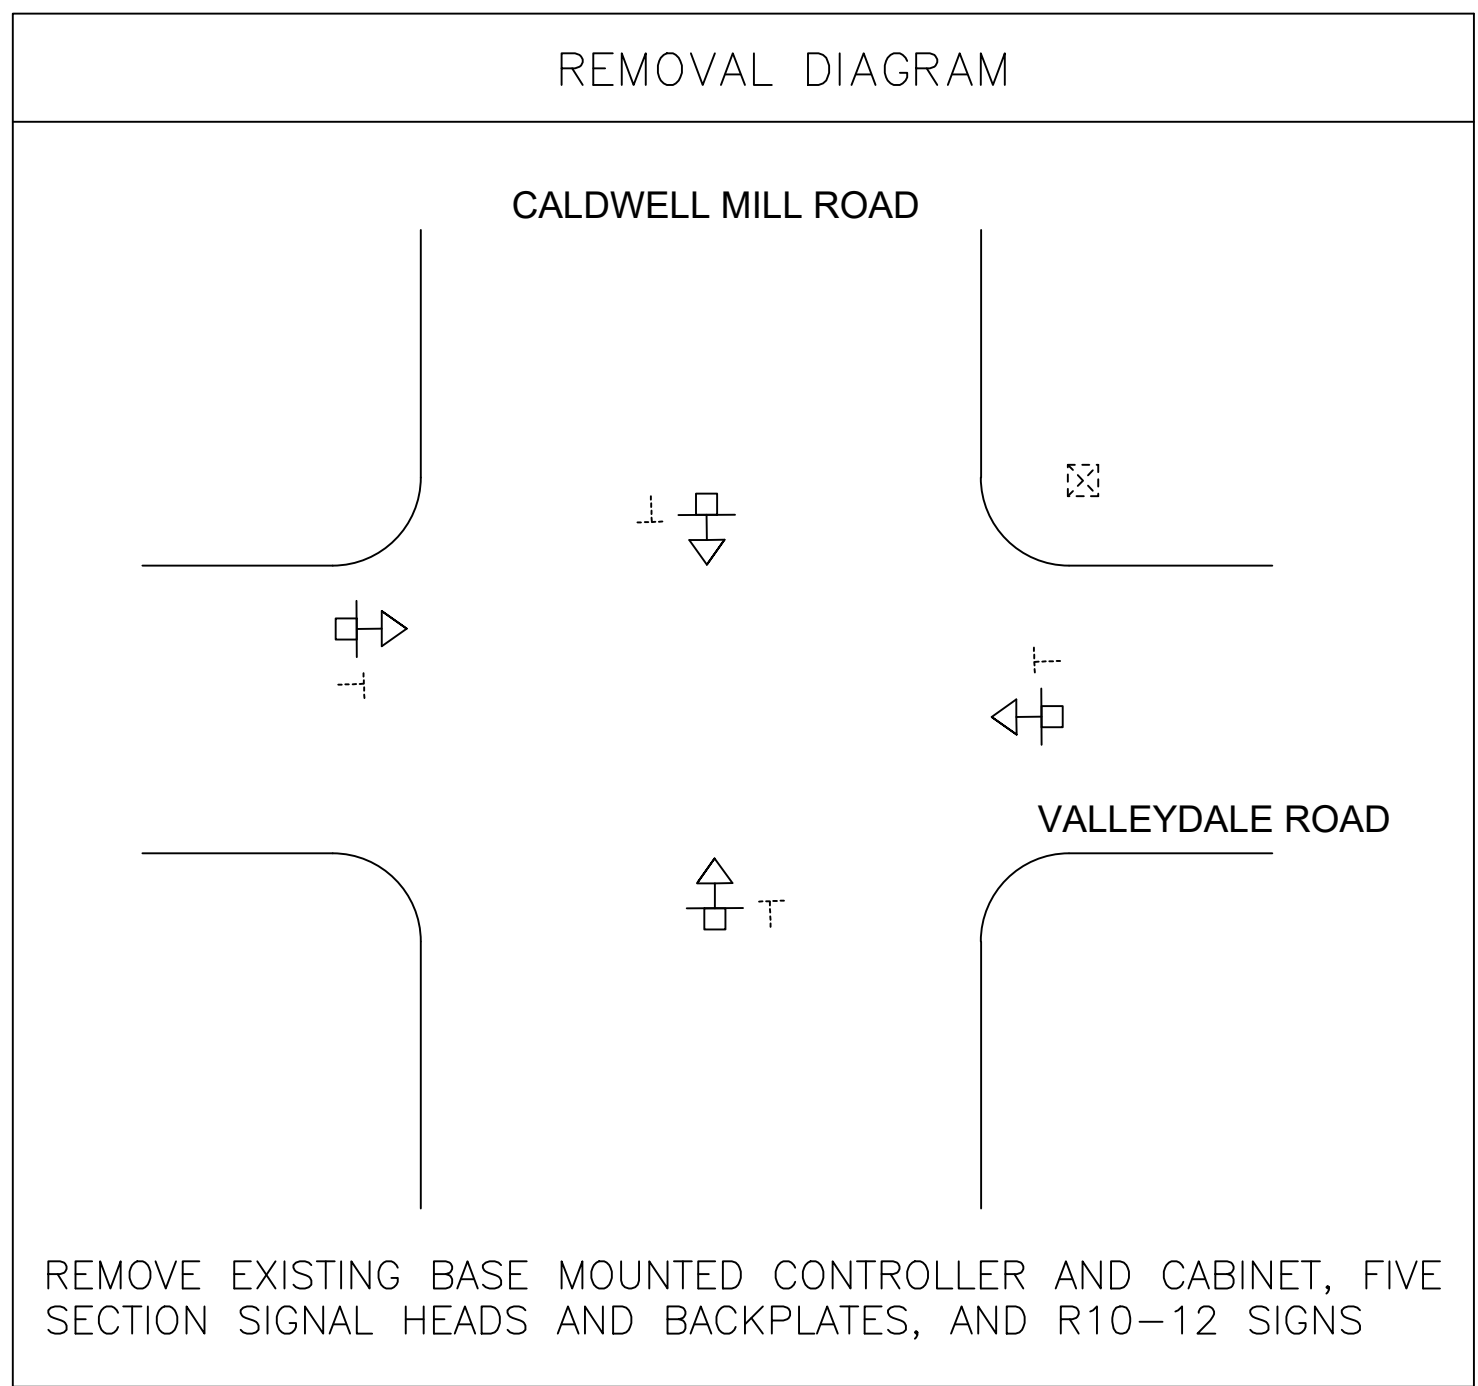 REMOVAL DIAGRAM
CALDWELL MILL ROAD
VALLEYDALE ROAD
REMOVE EXISTING BASE MOUNTED CONTROLLER AND CABINET, FIVE
SECTION SIGNAL HEADS AND BACKPLATES, AND R10-12 SIGNS